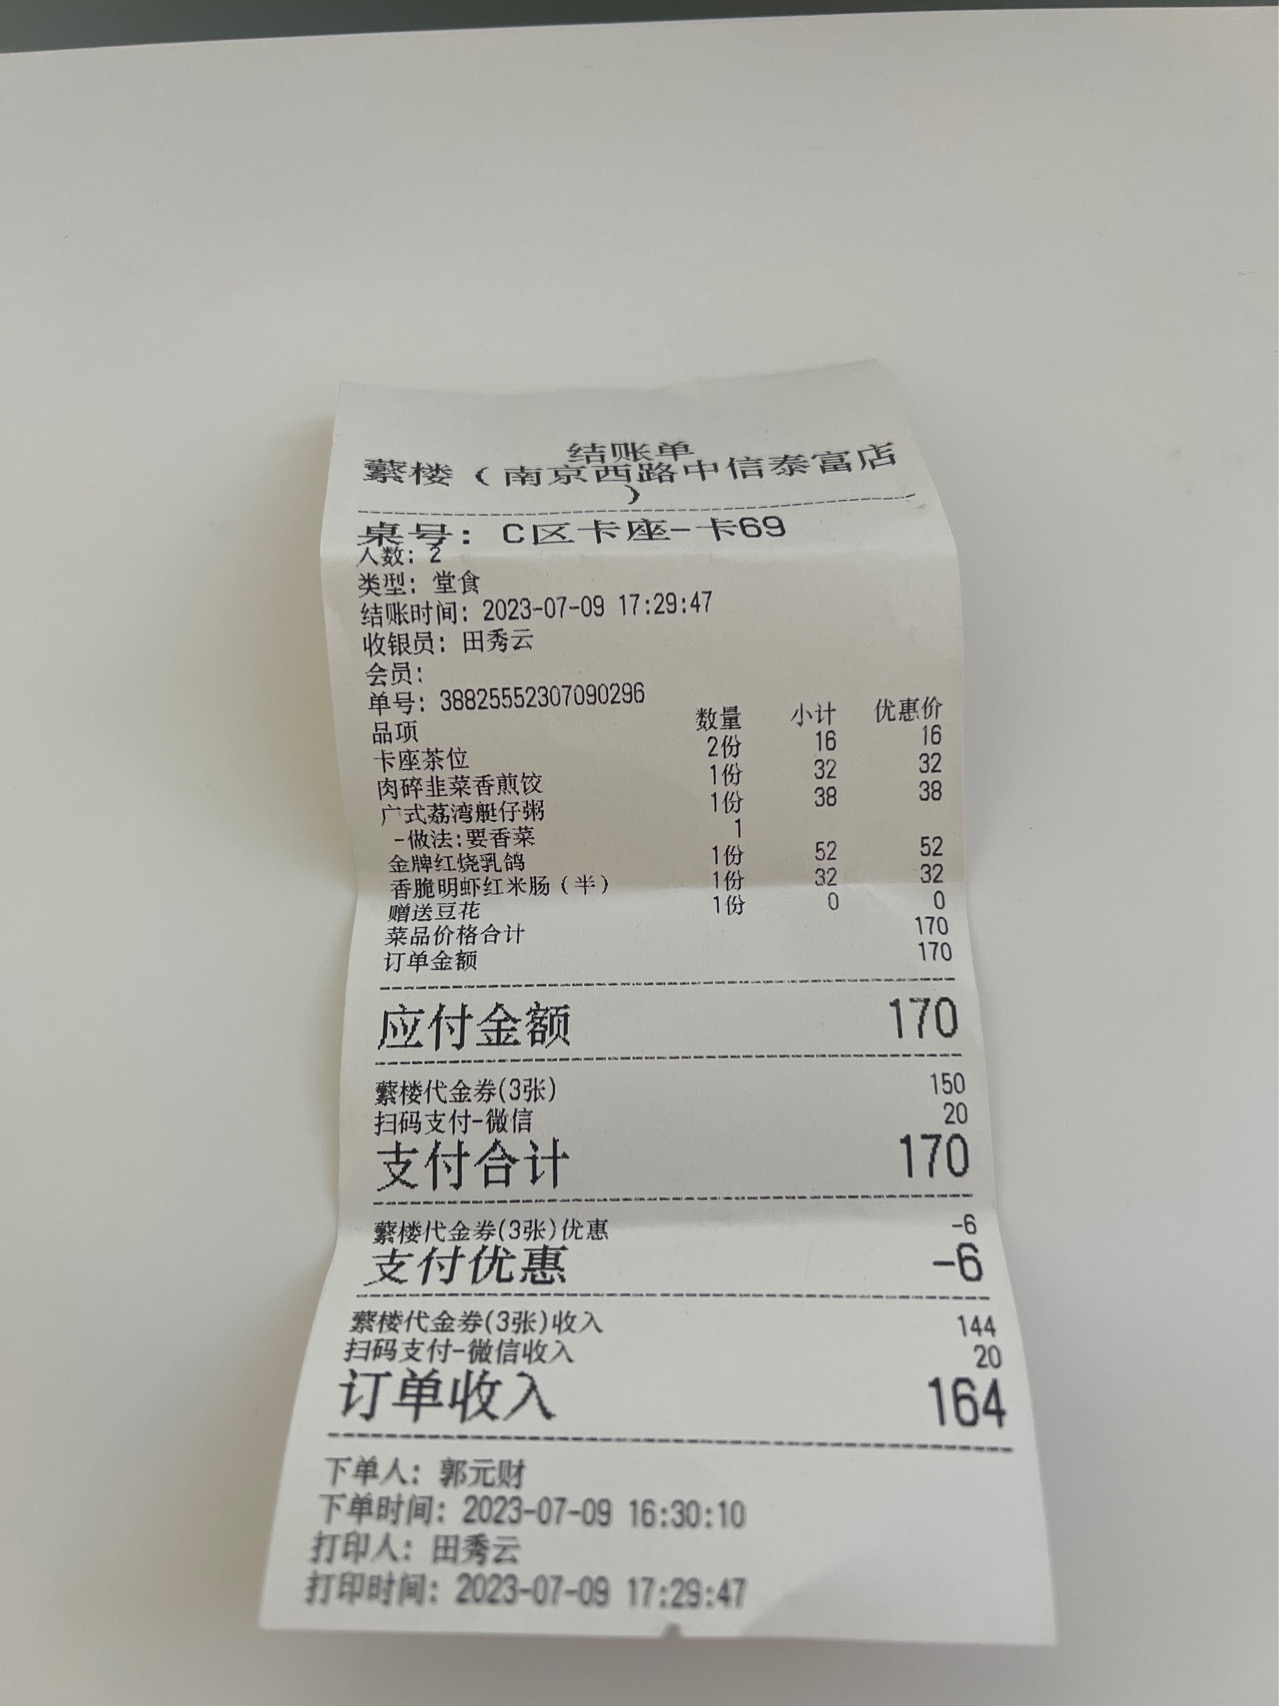 结账单
蘩楼（南京西路中信泰富店
）
桌号：C区卡座-卡69
人数：2
类型：堂食
结账时间：2023-07-09 17:29:47
收银员：田秀云
会员：
单号：38825552307090296
品项 数量 小计 优惠价
卡座茶位 2份 16 16
肉碎韭菜香煎饺 1份 32 32
广式荔湾艇仔粥 1份 38 38
-做法:要香菜 1
金牌红烧乳鸽 1份 52 52
香脆明虾红米肠（半） 1份 32 32
赠送豆花 1份 0 0
菜品价格合计 170
订单金额 170
应付金额 170
蘩楼代金券(3张) 150
扫码支付-微信 20
支付合计 170
蘩楼代金券(3张)优惠 -6
支付优惠 -6
蘩楼代金券(3张)收入 144
扫码支付-微信收入 20
订单收入 164
下单人：郭元财
下单时间：2023-07-09 16:30:10
打印人：田秀云
打印时间：2023-07-09 17:29:47